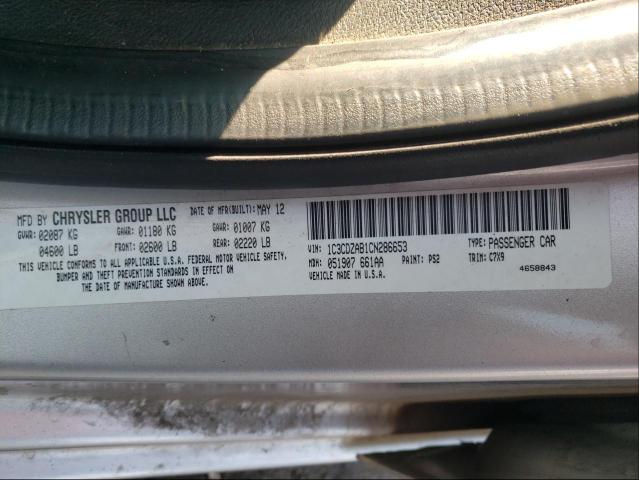 MFD BY CHRYSLER GROUP LLC DATE OF MFR(BUILT): MAY 12
GVWR: 02087 KG GAWR: 01180 KG GAWR: 01007 KG
04600 LB FRONT: 02600 LB REAR: 02220 LB
THIS VEHICLE CONFORMS TO ALL APPLICABLE U.S.A. FEDERAL MOTOR VEHICLE SAFETY,
BUMPER AND THEFT PREVENTION STANDARDS IN EFFECT ON
THE DATE OF MANUFACTURE SHOWN ABOVE.
VIN: 1C3CDZAB1CN286653 TYPE: PASSENGER CAR
MDH: 051907 661AA PAINT: PS2 TRIM: C7X9
VEHICLE MADE IN U.S.A. 4658843